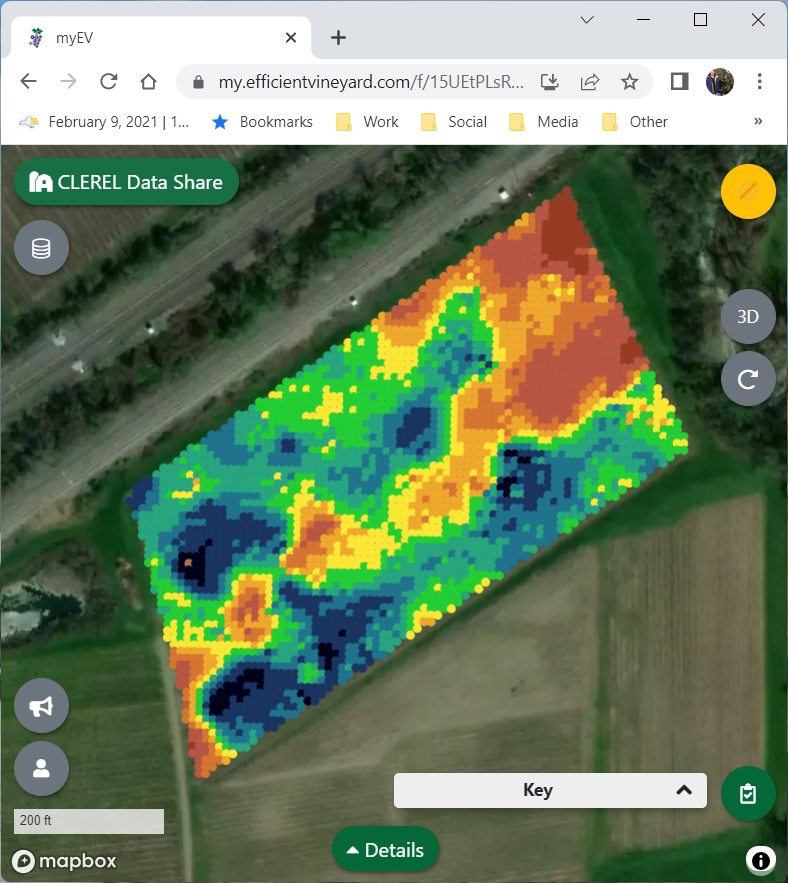 myEV
my.efficientvineyard.com/f/15UEtPLsR...
February 9, 2021 | 1...
Bookmarks
Work
Social
Media
Other
»
CLEREL Data Share
3D
Key
200 ft
Details
mapbox